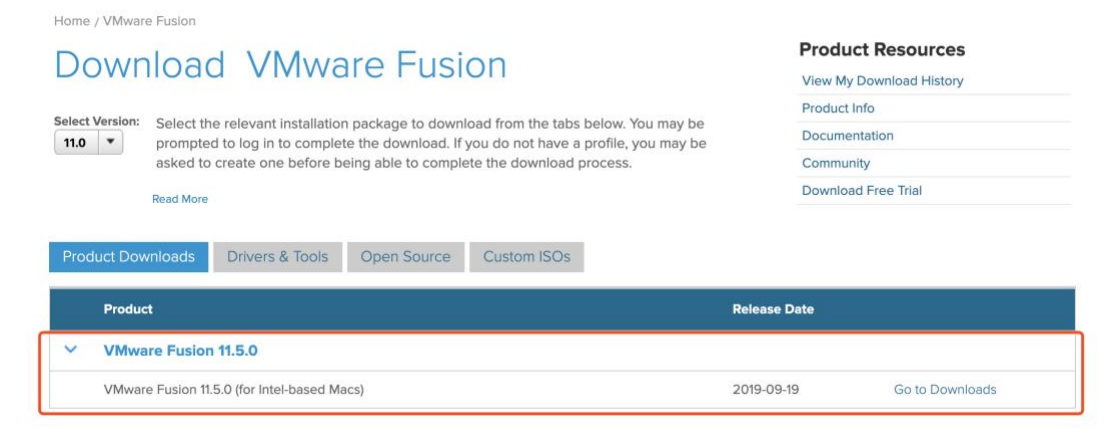 Home / VMware Fusion
Download VMware Fusion
Select Version:
11.0
Select the relevant installation package to download from the tabs below. You may be
prompted to log in to complete the download. If you do not have a profile, you may be
asked to create one before being able to complete the download process.
Read More
Product Resources
View My Download History
Product Info
Documentation
Community
Download Free Trial
Product Downloads Drivers & Tools Open Source Custom ISOs
Product Release Date
VMware Fusion 11.5.0
VMware Fusion 11.5.0 (for Intel-based Macs) 2019-09-19 Go to Downloads